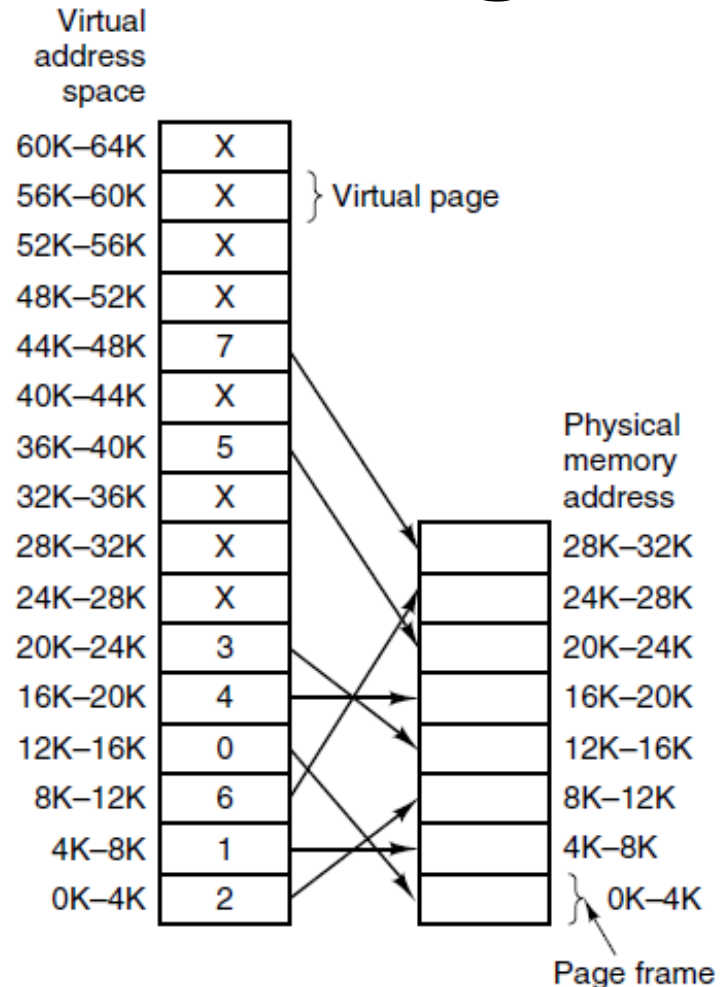 Virtual
address
space
60K–64K X
56K–60K X Virtual page
52K–56K X
48K–52K X
44K–48K 7
40K–44K X
36K–40K 5
32K–36K X
28K–32K X
24K–28K X
20K–24K 3
16K–20K 4
12K–16K 0
8K–12K 6
4K–8K 1
0K–4K 2
Physical
memory
address
28K–32K
24K–28K
20K–24K
16K–20K
12K–16K
8K–12K
4K–8K
0K–4K
Page frame